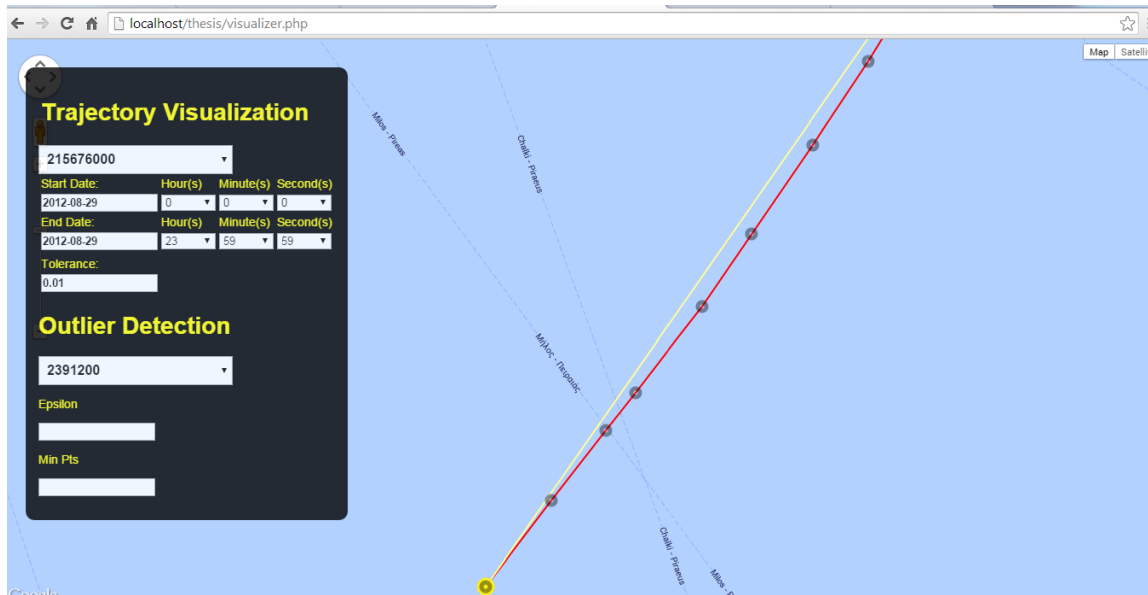 localhost/thesis/visualizer.php
Map Satelli
Trajectory Visualization
215676000
Start Date: Hour(s) Minute(s) Second(s)
2012-08-29 0 0 0
End Date: Hour(s) Minute(s) Second(s)
2012-08-29 23 59 59
Tolerance:
0.01
Outlier Detection
2391200
Epsilon
Min Pts
Milos - Pireas
Chalki - Piraeus
Μήλος - Πειραιάς
Chalki - Piraeus
Milos - P
Google